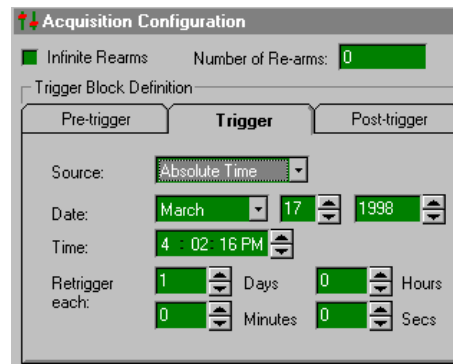 Acquisition Configuration
Infinite Rearms Number of Re-arms: 0
Trigger Block Definition
Pre-trigger Trigger Post-trigger
Source: Absolute Time
Date: March 17 1998
Time: 4 : 02: 16 PM
Retrigger each: 1 Days 0 Hours
0 Minutes 0 Secs